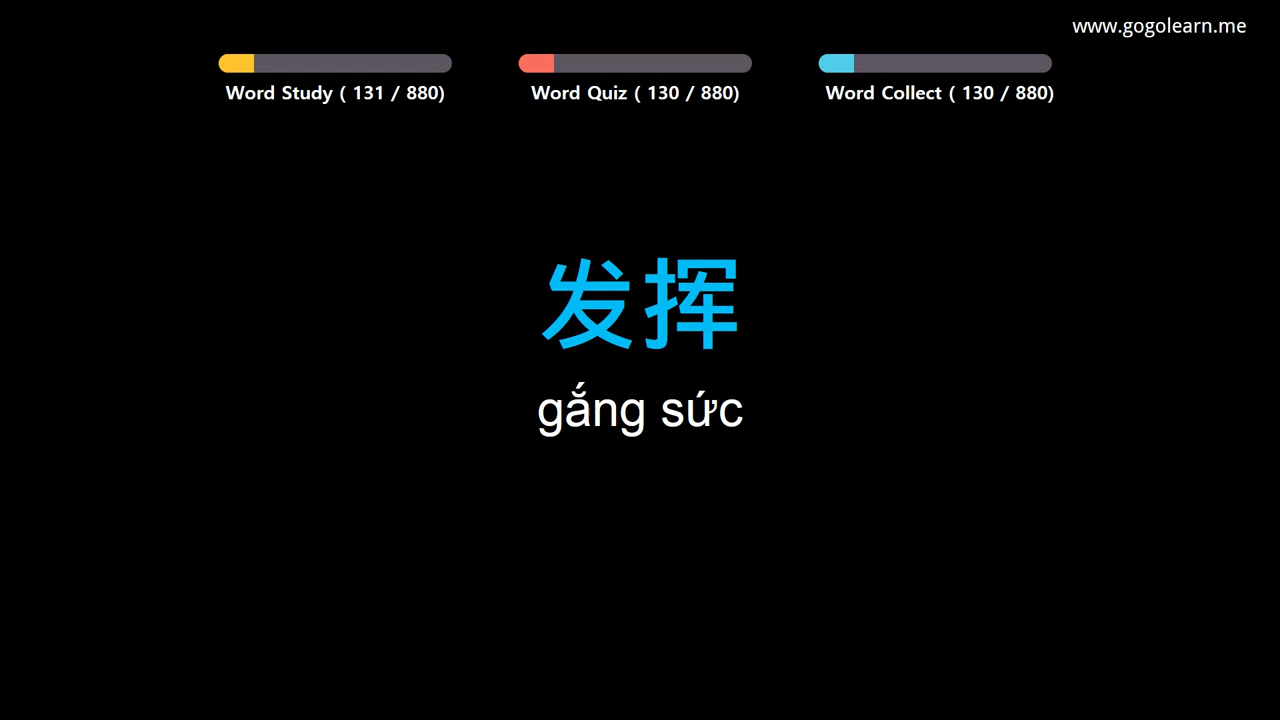 www.gogolearn.me
Word Study ( 131 / 880)
Word Quiz ( 130 / 880)
Word Collect ( 130 / 880)
发挥
gắng sức